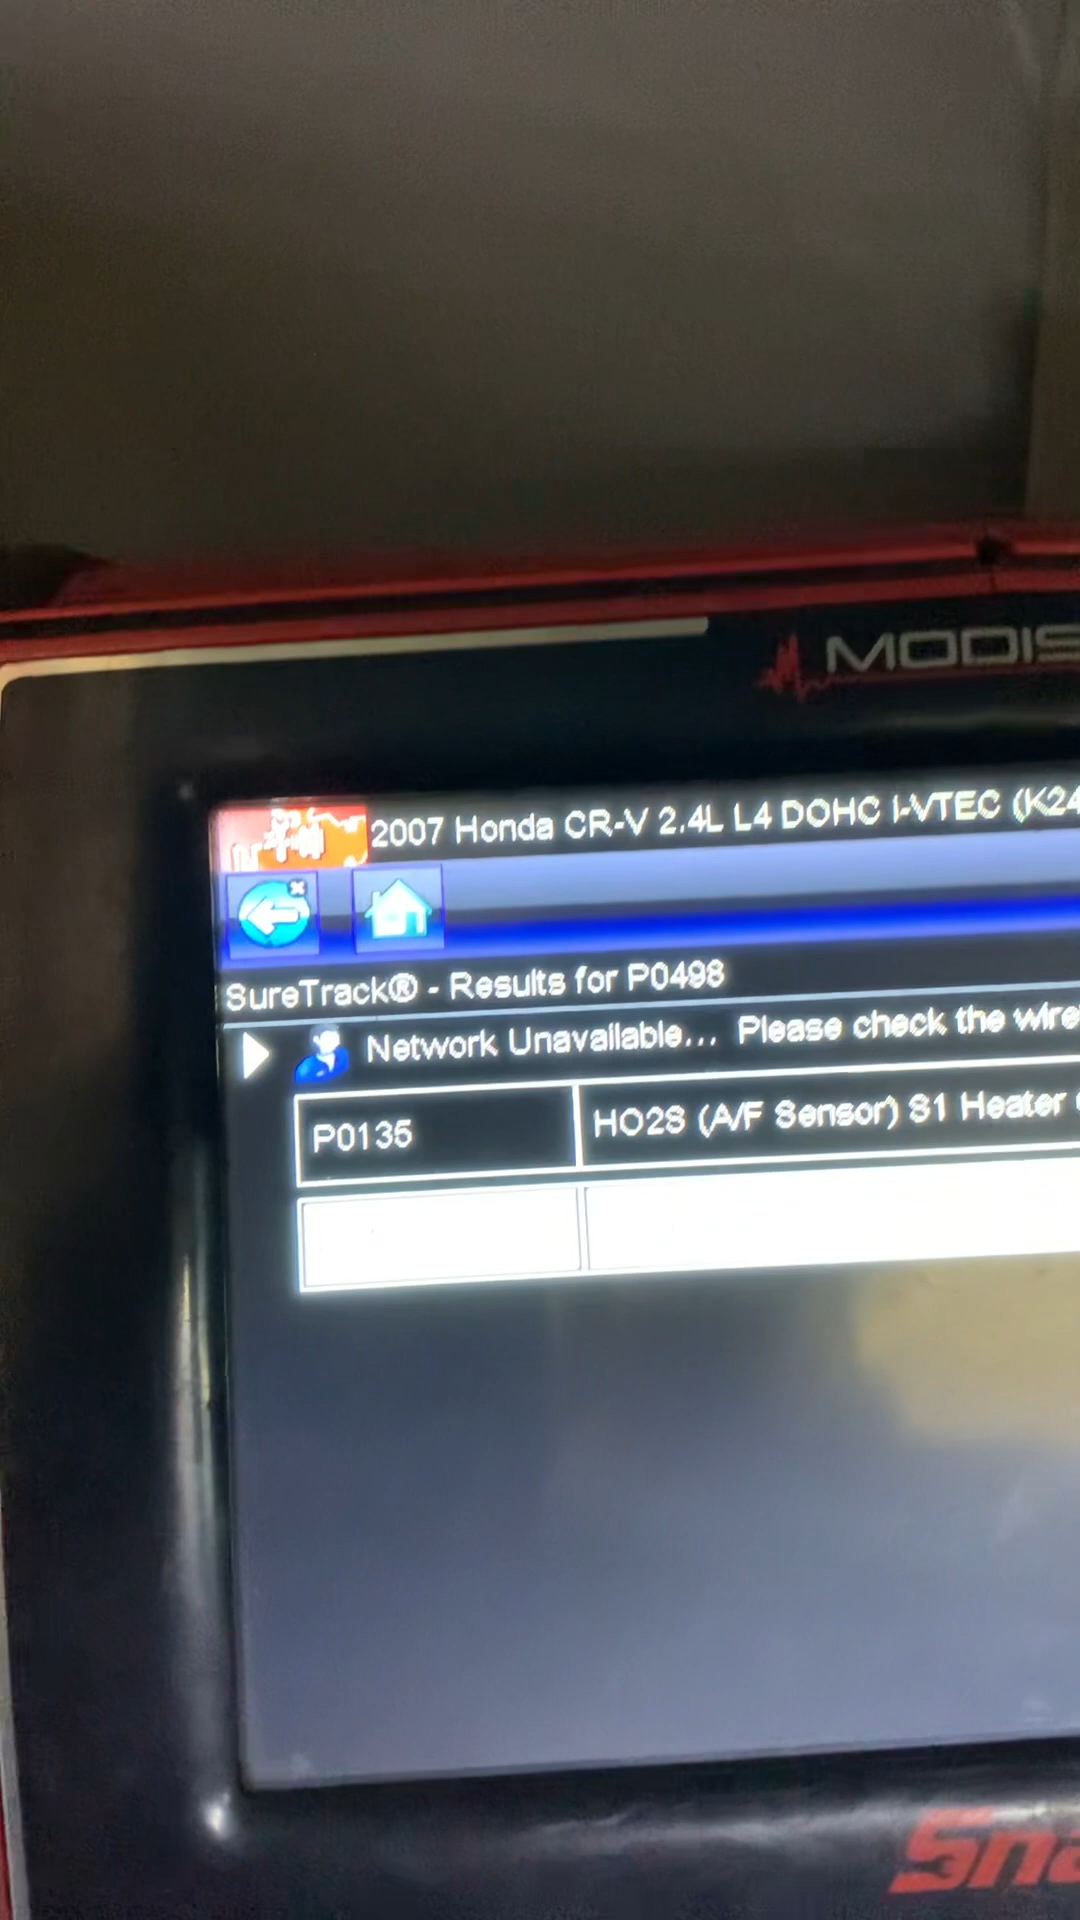 MODIS
2007 Honda CR-V 2.4L L4 DOHC i-VTEC (K24
SureTrack® - Results for P0498
Network Unavailable... Please check the wire
P0135
HO2S (A/F Sensor) S1 Heater
Sna